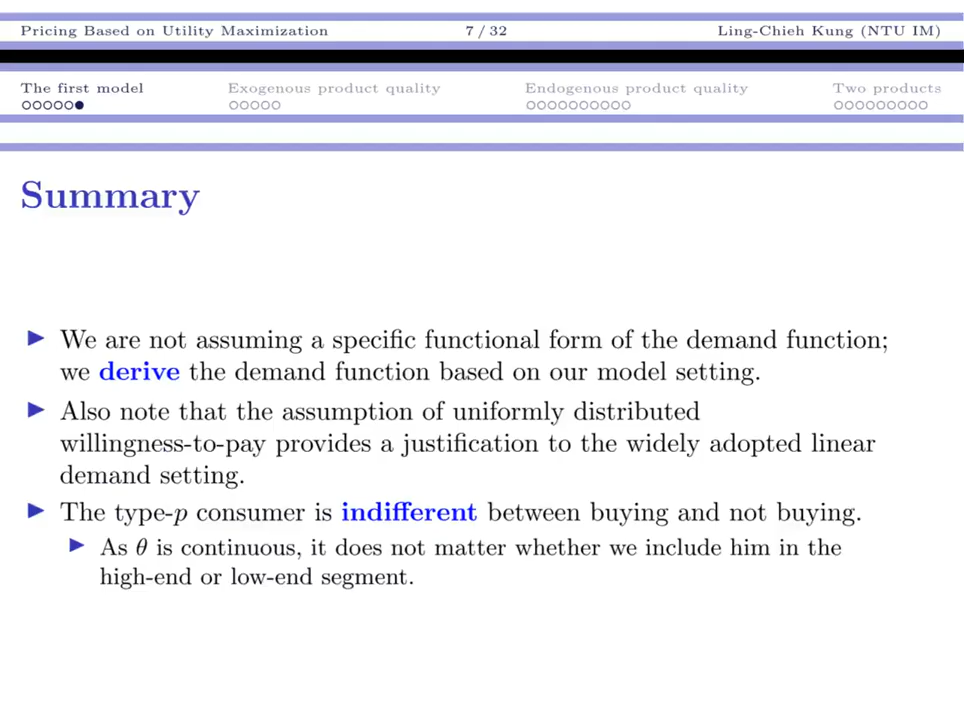 Pricing Based on Utility Maximization 7 / 32 Ling-Chieh Kung (NTU IM)
The first model Exogenous product quality Endogenous product quality Two products
Summary
We are not assuming a specific functional form of the demand function;
we derive the demand function based on our model setting.
Also note that the assumption of uniformly distributed
willingness-to-pay provides a justification to the widely adopted linear
demand setting.
The type-p consumer is indifferent between buying and not buying.
As θ is continuous, it does not matter whether we include him in the
high-end or low-end segment.